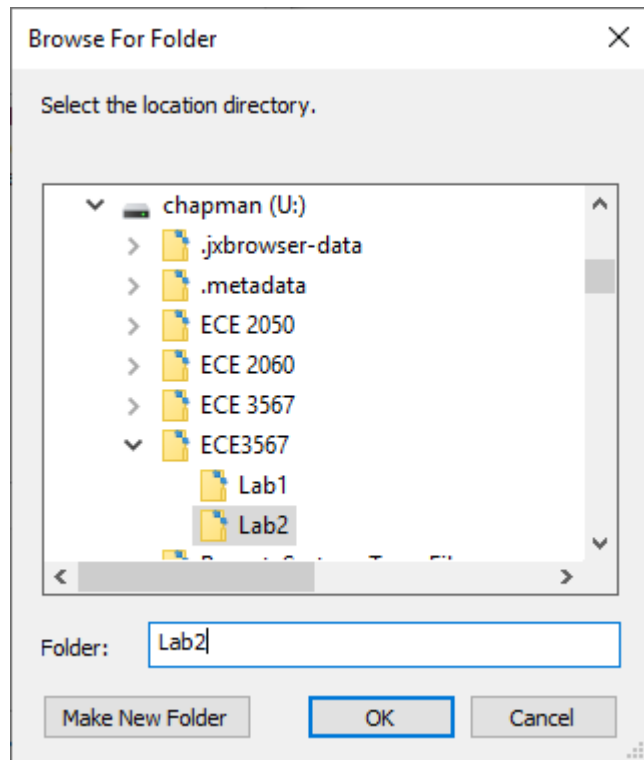 Browse For Folder
Select the location directory.
chapman (U:)
.jxbrowser-data
.metadata
ECE 2050
ECE 2060
ECE 3567
ECE3567
Lab1
Lab2
Folder: Lab2
Make New Folder OK Cancel